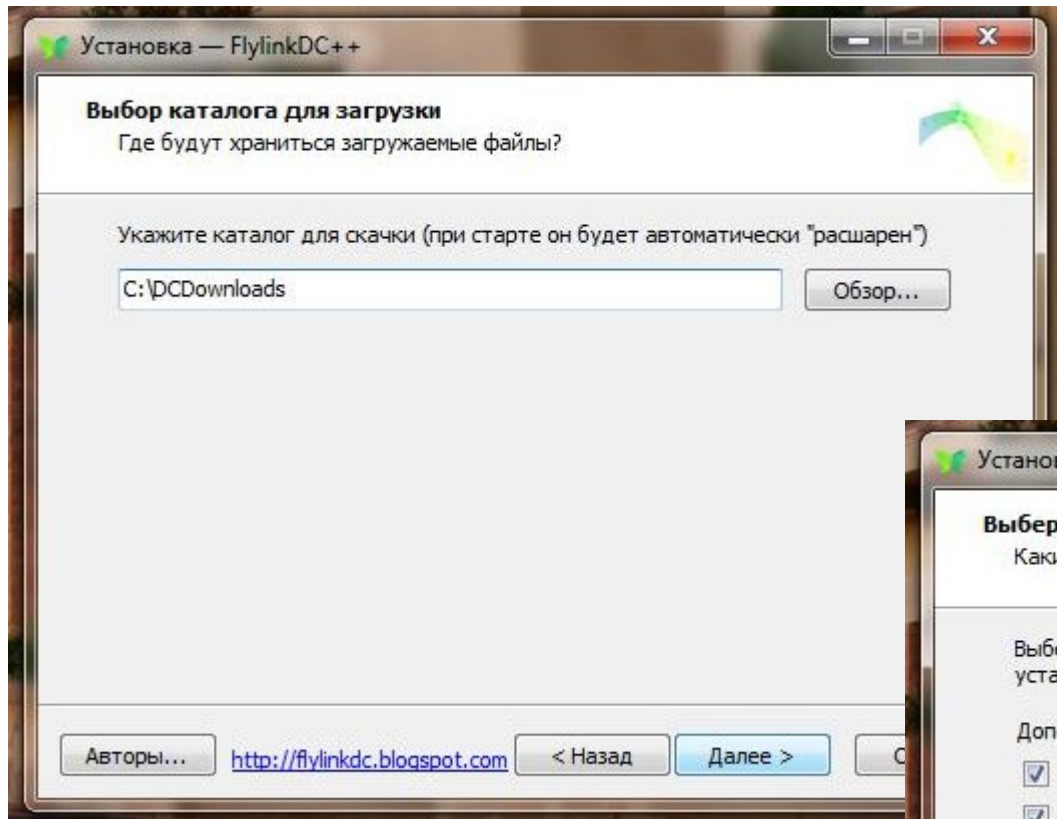 Установка — FlylinkDC++
Выбор каталога для загрузки
Где будут храниться загружаемые файлы?
Укажите каталог для скачки (при старте он будет автоматически "расшарен")
C:\DCDownloads
Обзор...
Авторы...
http://flylinkdc.blogspot.com
< Назад
Далее >